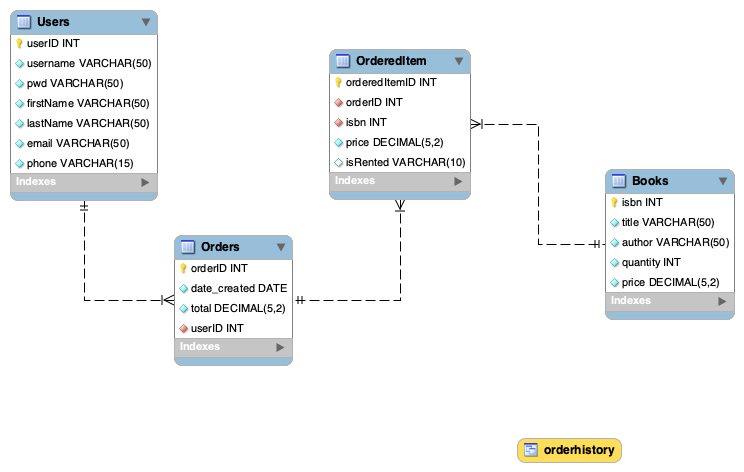 Users
userID INT
username VARCHAR(50)
pwd VARCHAR(50)
firstName VARCHAR(50)
lastName VARCHAR(50)
email VARCHAR(50)
phone VARCHAR(15)
Indexes
Orders
orderID INT
date_created DATE
total DECIMAL(5,2)
userID INT
Indexes
OrderedItem
orderedItemID INT
orderID INT
isbn INT
price DECIMAL(5,2)
isRented VARCHAR(10)
Indexes
Books
isbn INT
title VARCHAR(50)
author VARCHAR(50)
quantity INT
price DECIMAL(5,2)
Indexes
orderhistory